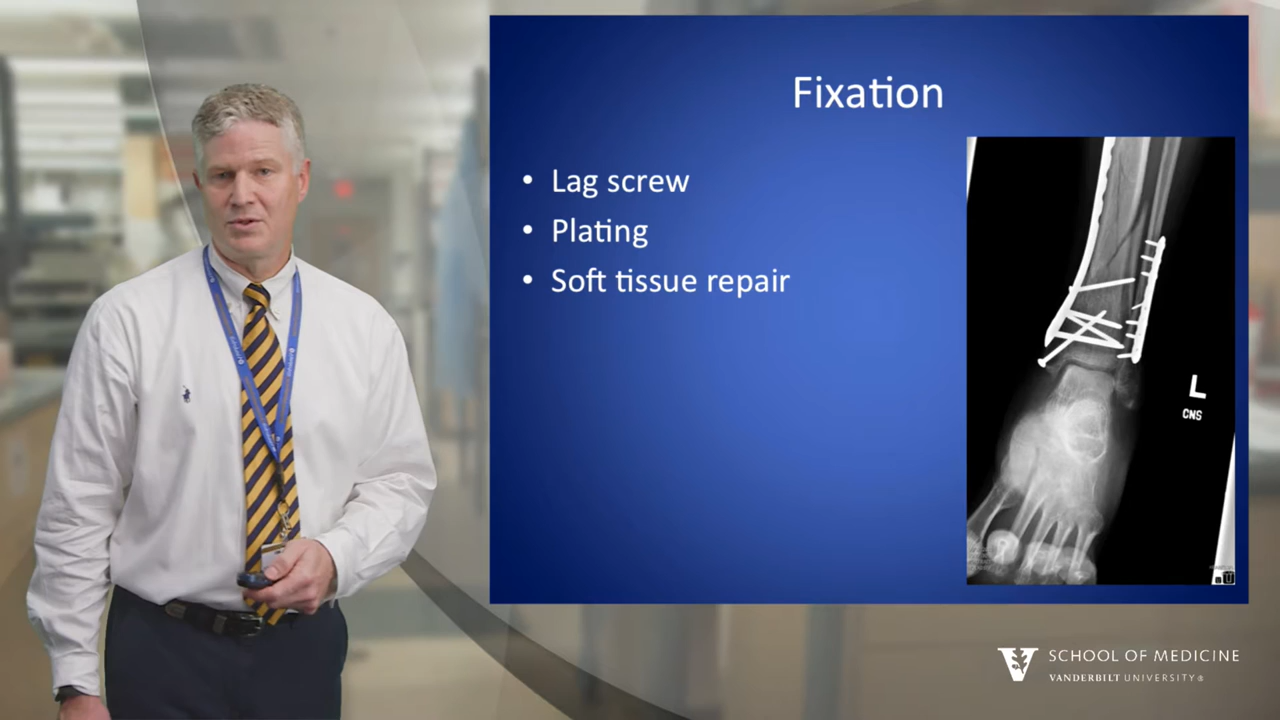 Fixation
• Lag screw
• Plating
• Soft tissue repair
L
CNS
SCHOOL OF MEDICINE
VANDERBILT UNIVERSITY